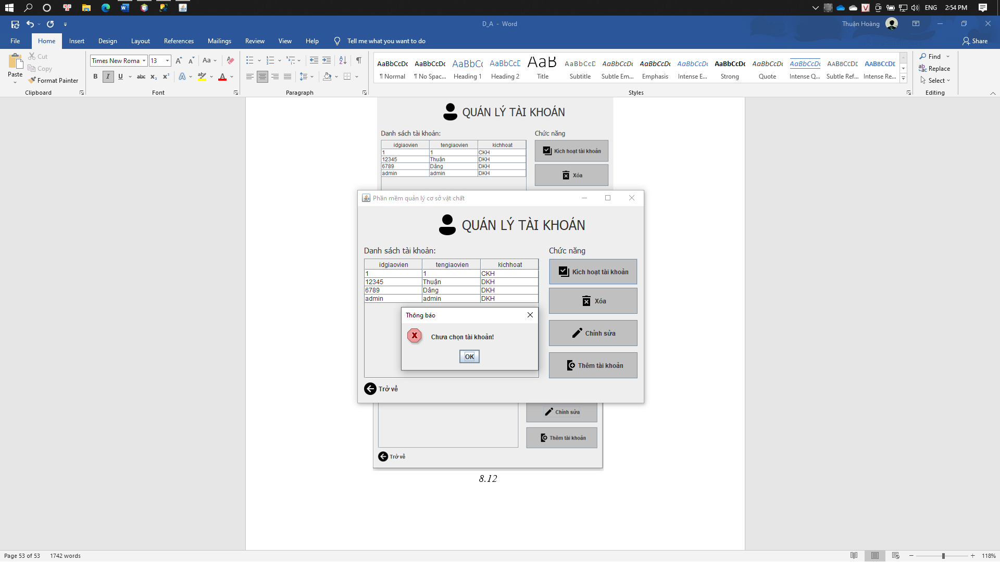 ENG 2:54 PM
D_A - Word
Thuận Hoàng
File Home Insert Design Layout References Mailings Review View Help Tell me what you want to do Share
Paste
Cut
Copy
Format Painter
Clipboard
Times New Roma 13
Font
Paragraph
AaBbCcDc AaBbCcDc AaBbCc AaBbCcD AaB AaBbCcD AaBbCcDc AaBbCcDc AaBbCcDc AaBbCcDc AaBbCcDc AaBbCcDc AABBCCDD AABBCCDD
¶ Normal ¶ No Spac... Heading 1 Heading 2 Title Subtitle Subtle Em... Emphasis Intense E... Strong Quote Intense Q... Subtle Ref... Intense Re...
Styles
Find
Replace
Select
Editing
QUÁN LÝ TÀI KHOÁN
Danh sách tài khoản: Chức năng
idgiaovien tengiaovien kichhoat
1 1 CKH
12345 Thuận DKH
6789 Dâng DKH
admin admin DKH
Kích hoạt tài khoản
Xóa
Phần mềm quản lý cơ sở vật chất
QUÁN LÝ TÀI KHOÁN
Danh sách tài khoản: Chức năng
idgiaovien tengiaovien kichhoat
1 1 CKH
12345 Thuận DKH
6789 Dâng DKH
admin admin DKH
Kích hoạt tài khoản
Xóa
Chỉnh sửa
Thêm tài khoản
Thông báo
Chưa chọn tài khoản!
OK
Trở về
Chỉnh sửa
Thêm tài khoản
Trở về
8.12
Page 53 of 53 1742 words
118%